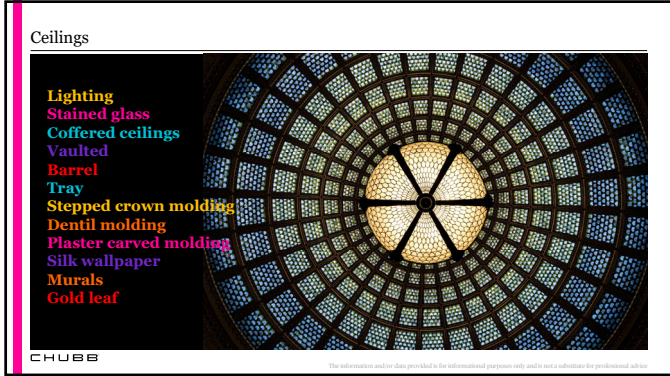 Ceilings
Lighting
Stained glass
Coffered ceilings
Vaulted
Barrel
Tray
Stepped crown molding
Dentil molding
Plaster carved molding
Silk wallpaper
Murals
Gold leaf
CHUBB
The information and/or data provided is for informational purposes only and is not a substitute for professional advice